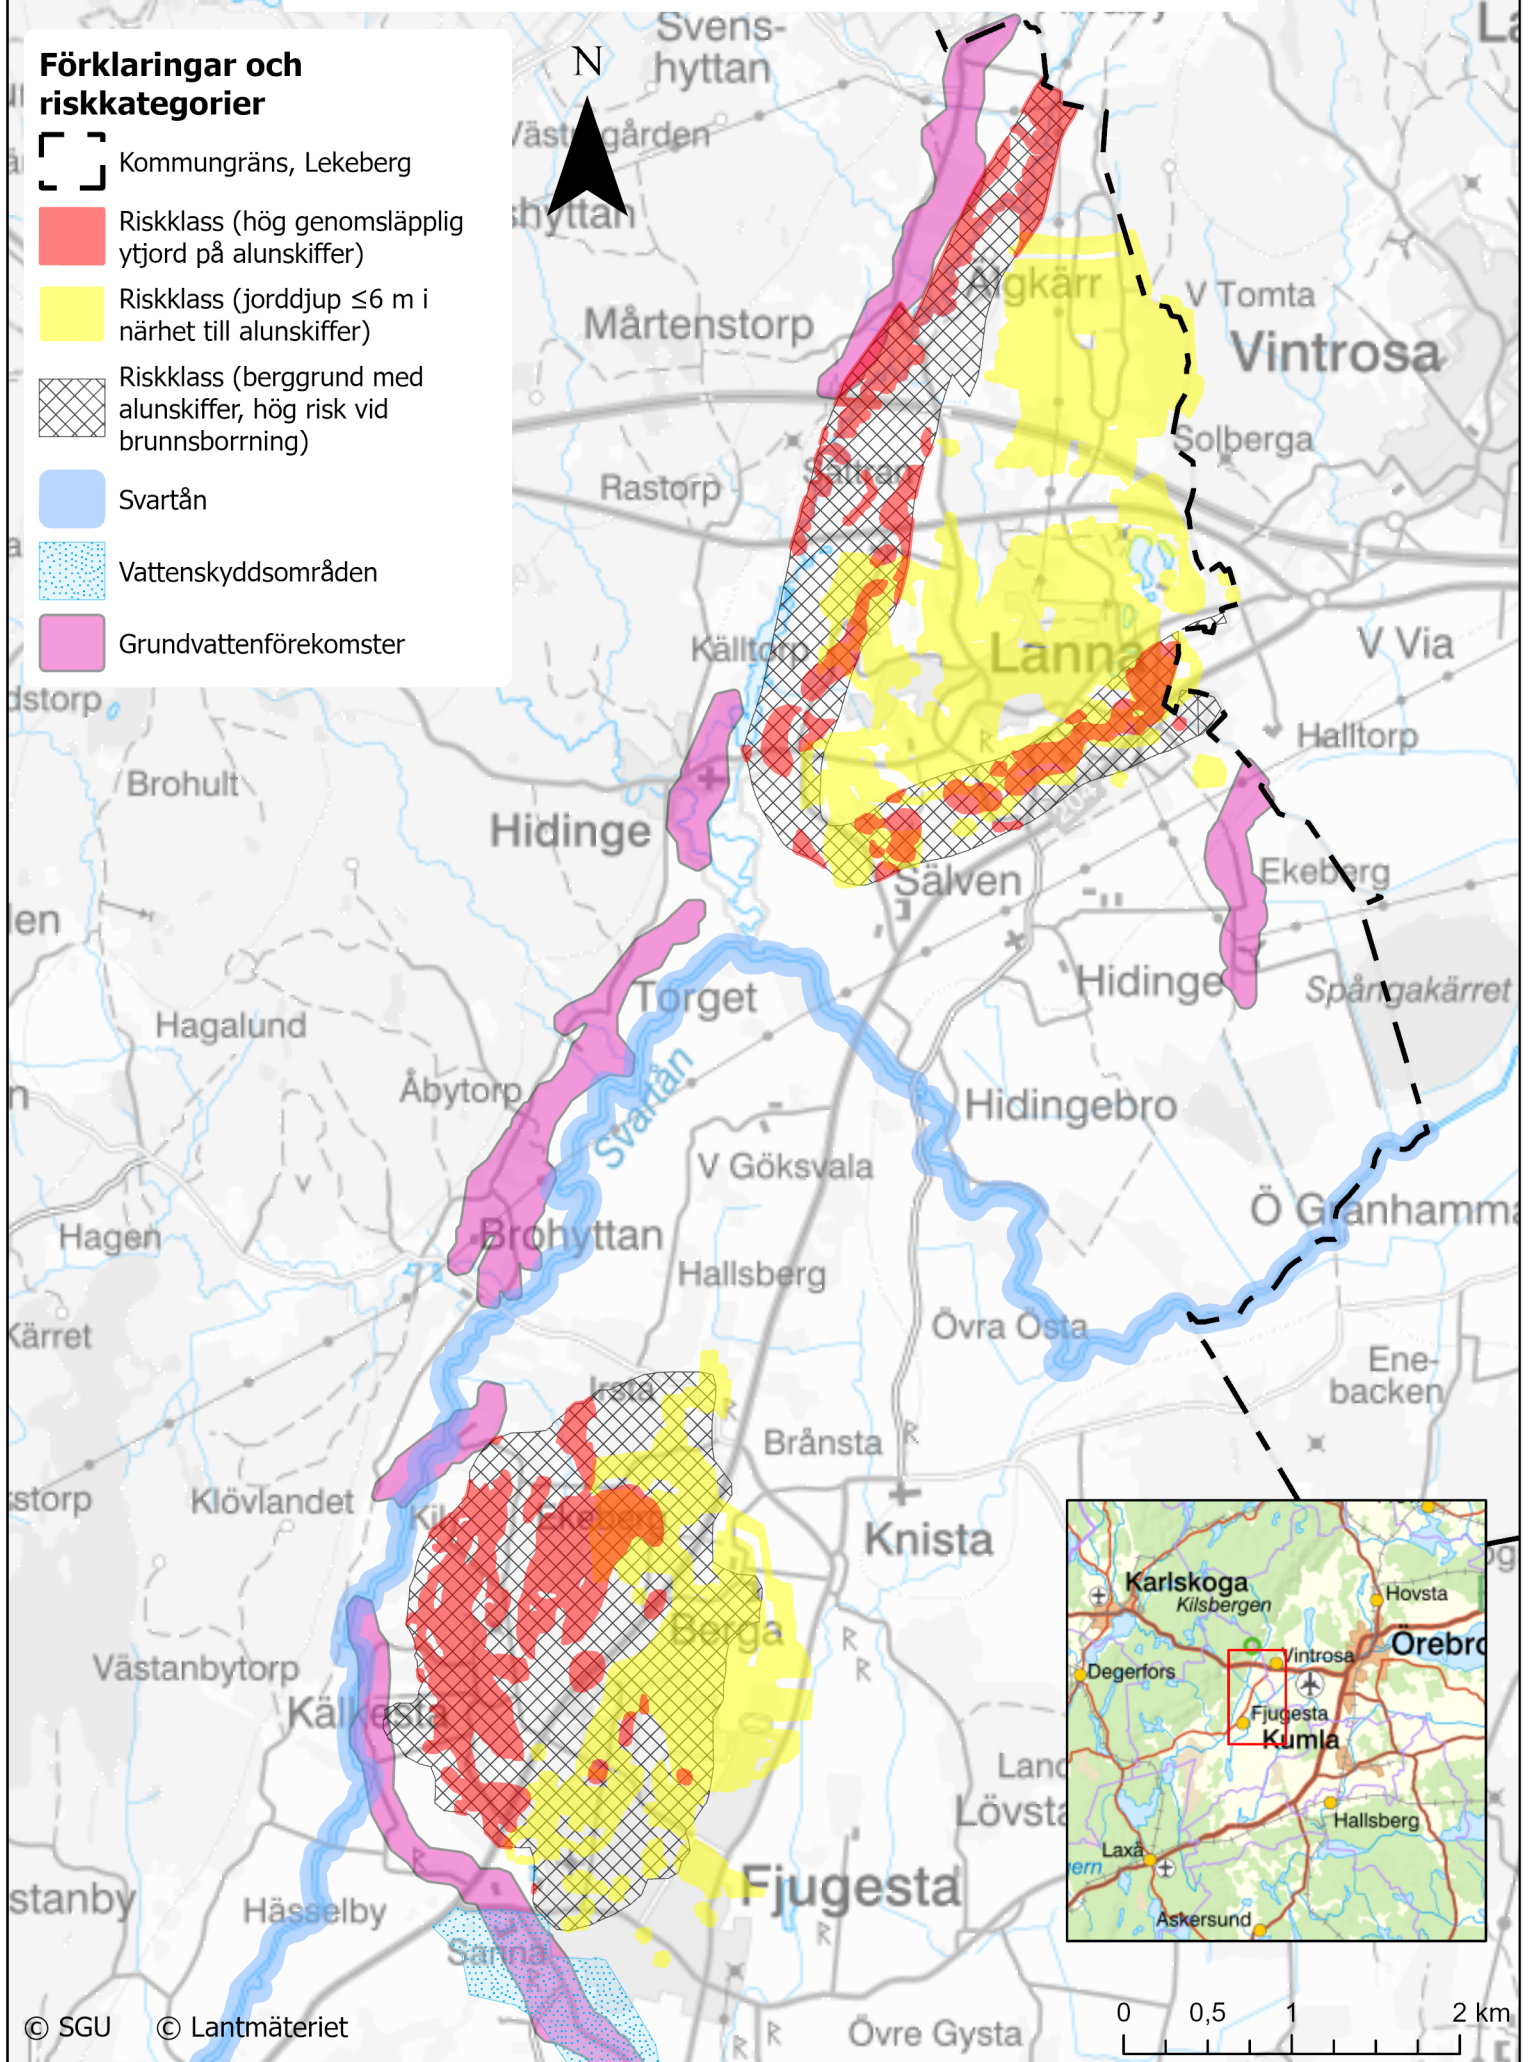 Förklaringar och
riskkategorier
Kommungräns, Lekeberg
Riskklass (hög genomsläpplig
ytjord på alunskiffer)
Riskklass (jorddjup ≤6 m i
närhet till alunskiffer)
Riskklass (berggrund med
alunskiffer, hög risk vid
brunnsborrning)
Svartån
Vattenskyddsområden
Grundvattenförekomster
N
Svens-
hyttan
Älgkärr
V Tomta
Mårtenstorp
Vintrosa
Solberga
Rastorp
Källtorp
Lanna
V Via
Halltorp
Brohult
Hidinge
204
Sälven
Ekeberg
Hidinge
Spångakärret
Torget
Hagalund
Åbytorp
Svartån
Hidingebro
V Göksvala
Hagen
Brohyttan
Hallsberg
Övra Östa
Kärret
Ene-
backen
Irsta
Brånsta
Klövlandet
Knista
Berga
Västanbytorp
Kälkesta
Fjugesta
Hässelby
Sanna
Övre Gysta
Karlskoga
Kilsbergen
Hovsta
Örebro
Vintrosa
Degerfors
Fjugesta
Kumla
Hallsberg
Laxå
Askersund
© SGU © Lantmäteriet
0 0,5 1 2 km